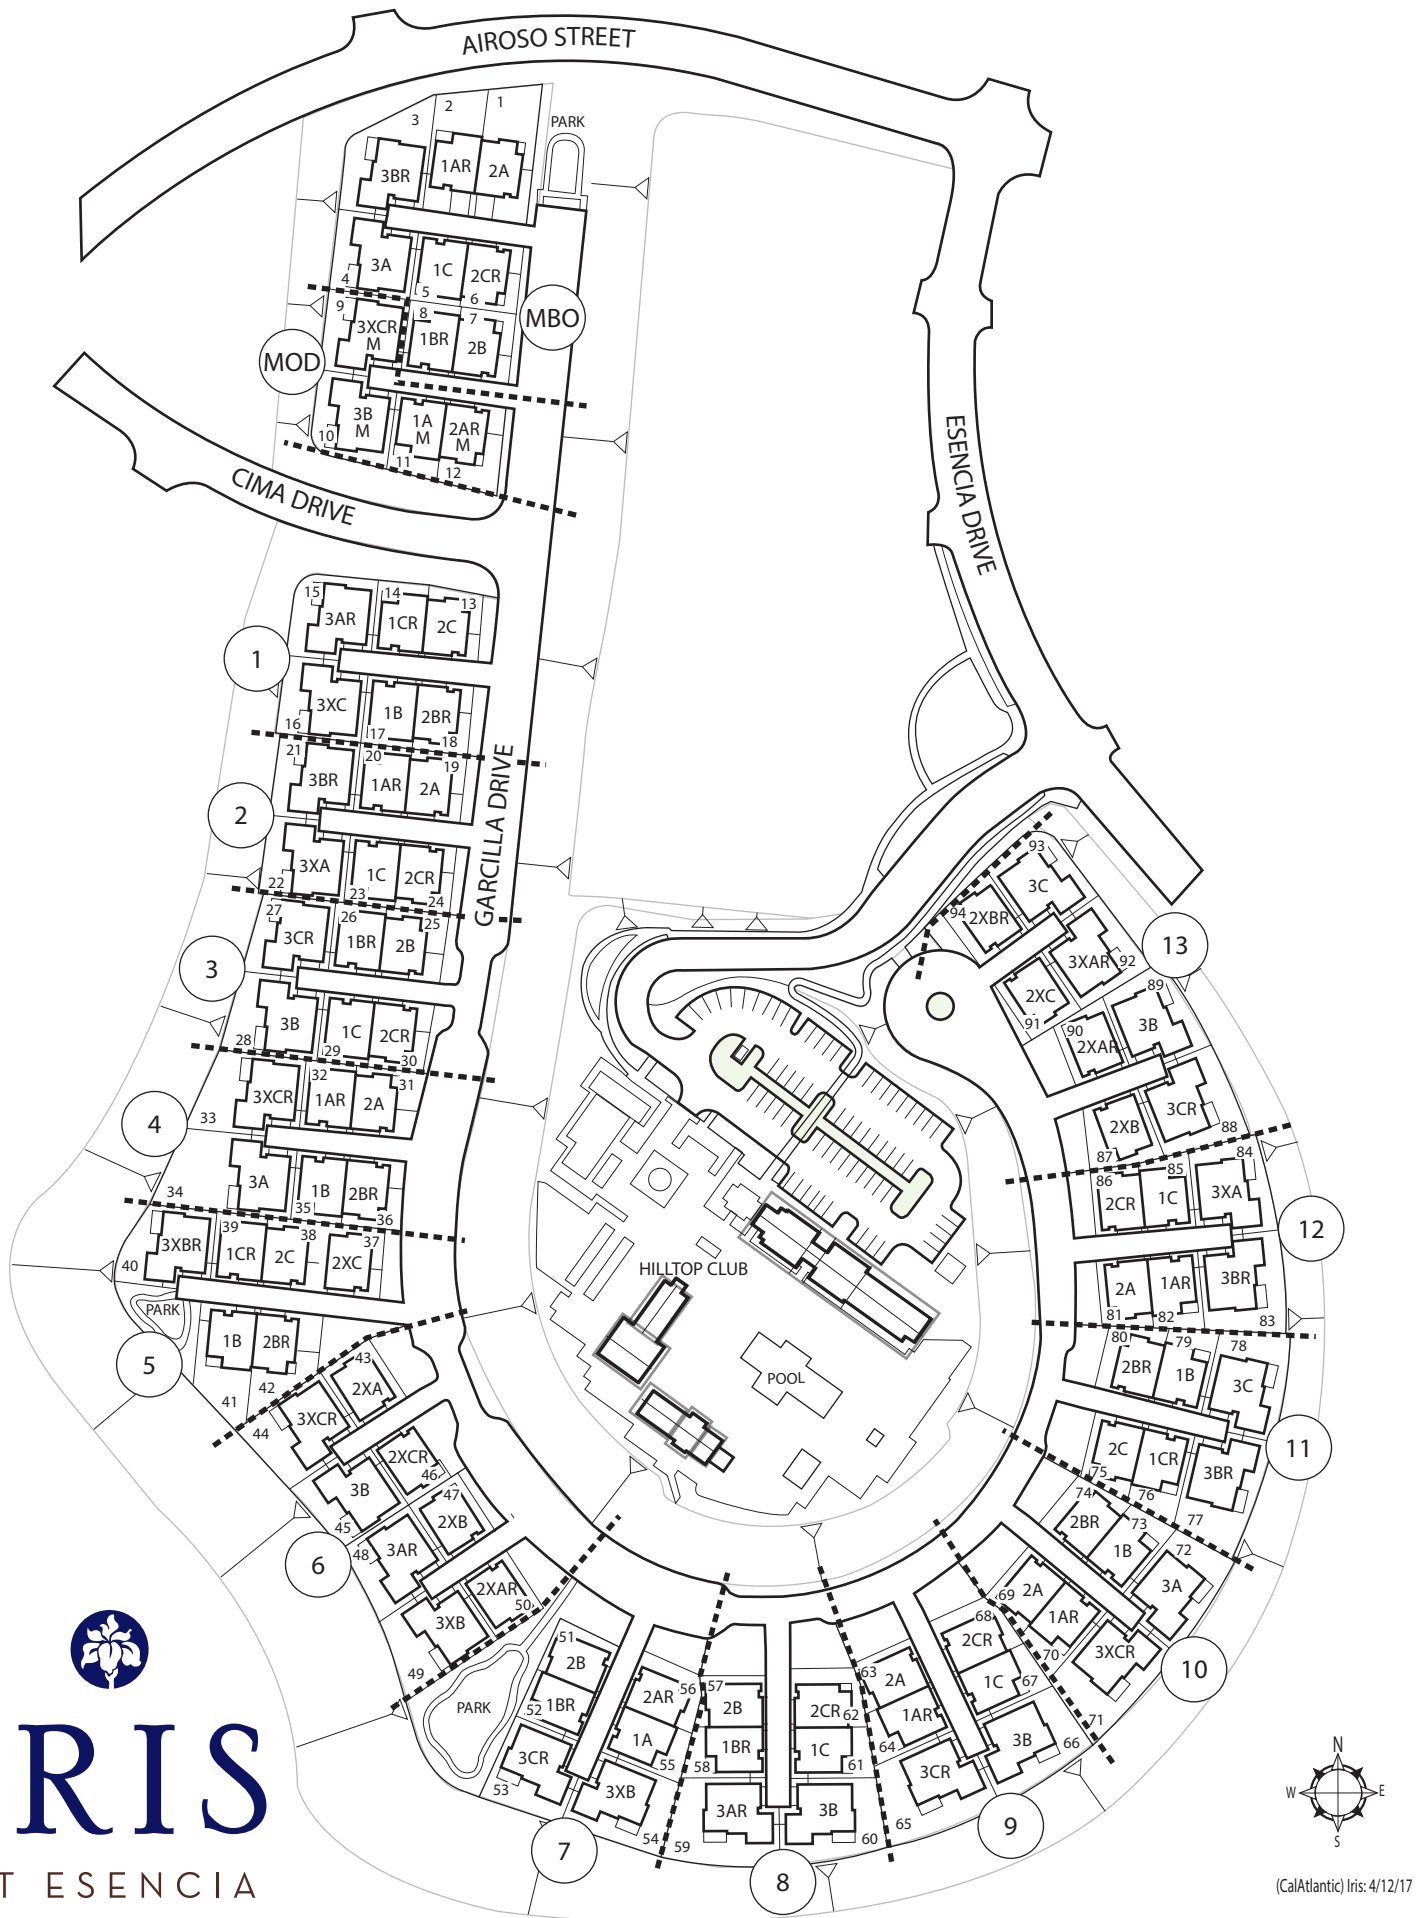 AIROSO STREET
1
2
3
PARK
3BR
1AR
2A
3A
1C
2CR
4
5
6
MBO
9
8
7
3XCR
M
1BR
2B
MOD
3B
M
1A
M
2AR
M
10
11
12
CIMA DRIVE
ESENCIA DRIVE
15
14
13
3AR
1CR
2C
1
3XC
1B
2BR
16
17
18
21
20
19
3BR
1AR
2A
GARCILLA DRIVE
2
3XA
1C
2CR
22
23
24
27
26
25
3CR
1BR
2B
3
3B
1C
2CR
28
29
30
32
31
3XCR
1AR
2A
33
4
3A
1B
2BR
34
35
36
39
38
37
3XBR
1CR
2C
2XC
40
PARK
1B
2BR
5
41
42
43
2XA
3XCR
44
2XCR
46
3B
45
47
2XB
6
48
3AR
2XAR
50
3XB
49
93
3C
94
2XBR
13
3XAR
92
2XC
91
89
3B
90
2XAR
3CR
88
2XB
87
86
85
84
2CR
1C
3XA
12
2A
1AR
3BR
81
82
83
80
79
78
2BR
1B
3C
11
2C
1CR
3BR
75
76
77
74
73
72
2BR
1B
3A
69
2A
1AR
70
3XCR
10
71
HILLTOP CLUB
POOL
PARK
51
2B
52
1BR
3CR
53
56
2AR
1A
55
3XB
54
7
57
2B
1BR
58
3AR
59
2CR
62
1C
61
3B
60
8
63
2A
1AR
64
3CR
65
68
2CR
1C
67
3B
66
9
RIS
T ESENCIA
N
W
E
S
(CalAtlantic) Iris: 4/12/17